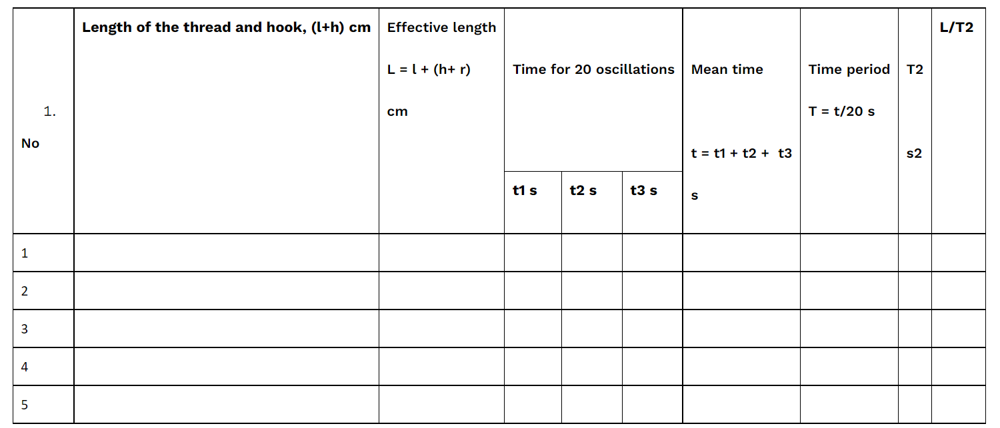 1.
No
Length of the thread and hook, (l+h) cm
Effective length
L = l + (h+ r)
cm
Time for 20 oscillations
t1 s
t2 s
t3 s
Mean time
t = t1 + t2 +  t3
s
Time period
T = t/20 s
T2
s2
L/T2
1
2
3
4
5